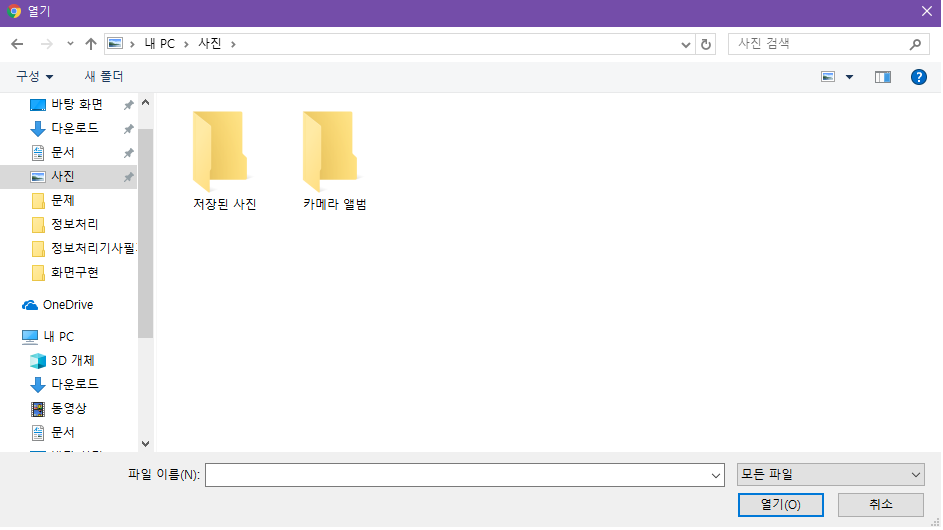 열기
내 PC
사진
사진 검색
구성
새 폴더
바탕 화면
다운로드
문서
사진
문제
정보처리
정보처리기사필
화면구현
OneDrive
내 PC
3D 개체
다운로드
동영상
문서
저장된 사진
카메라 앨범
파일 이름(N):
모든 파일
열기(O)
취소